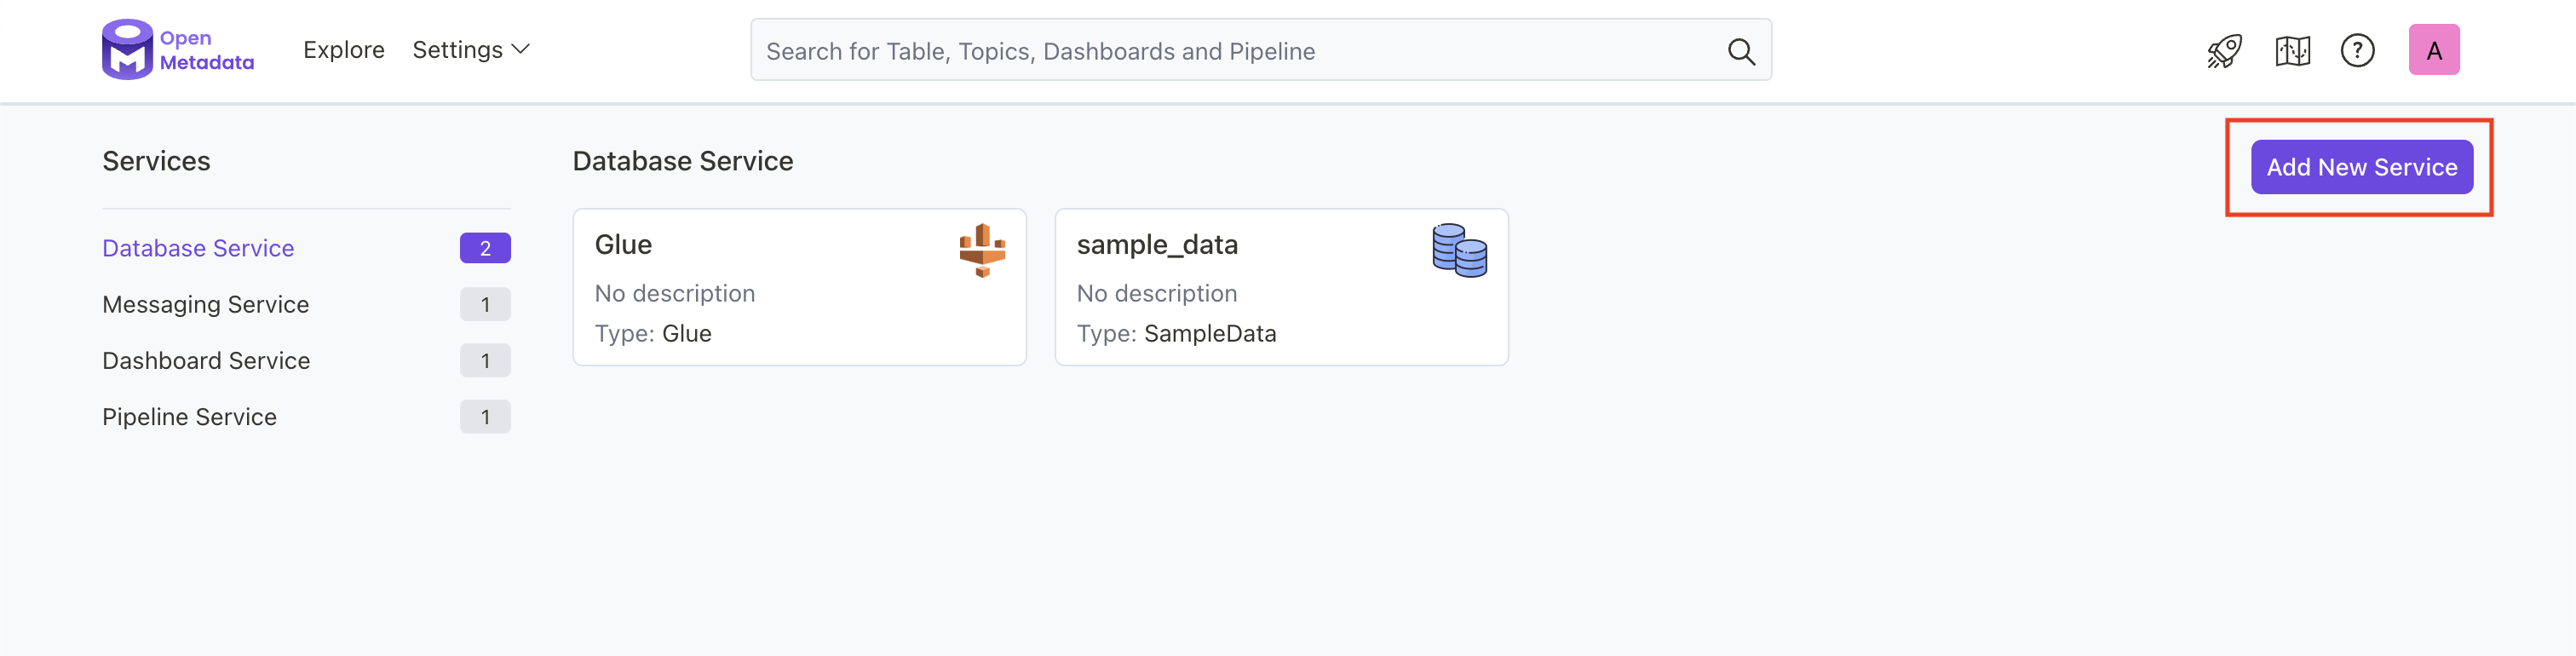 Open
Metadata
Explore
Settings
Search for Table, Topics, Dashboards and Pipeline
?
A
Services
Database Service 2
Messaging Service 1
Dashboard Service 1
Pipeline Service 1
Database Service
Add New Service
Glue
No description
Type: Glue
sample_data
No description
Type: SampleData